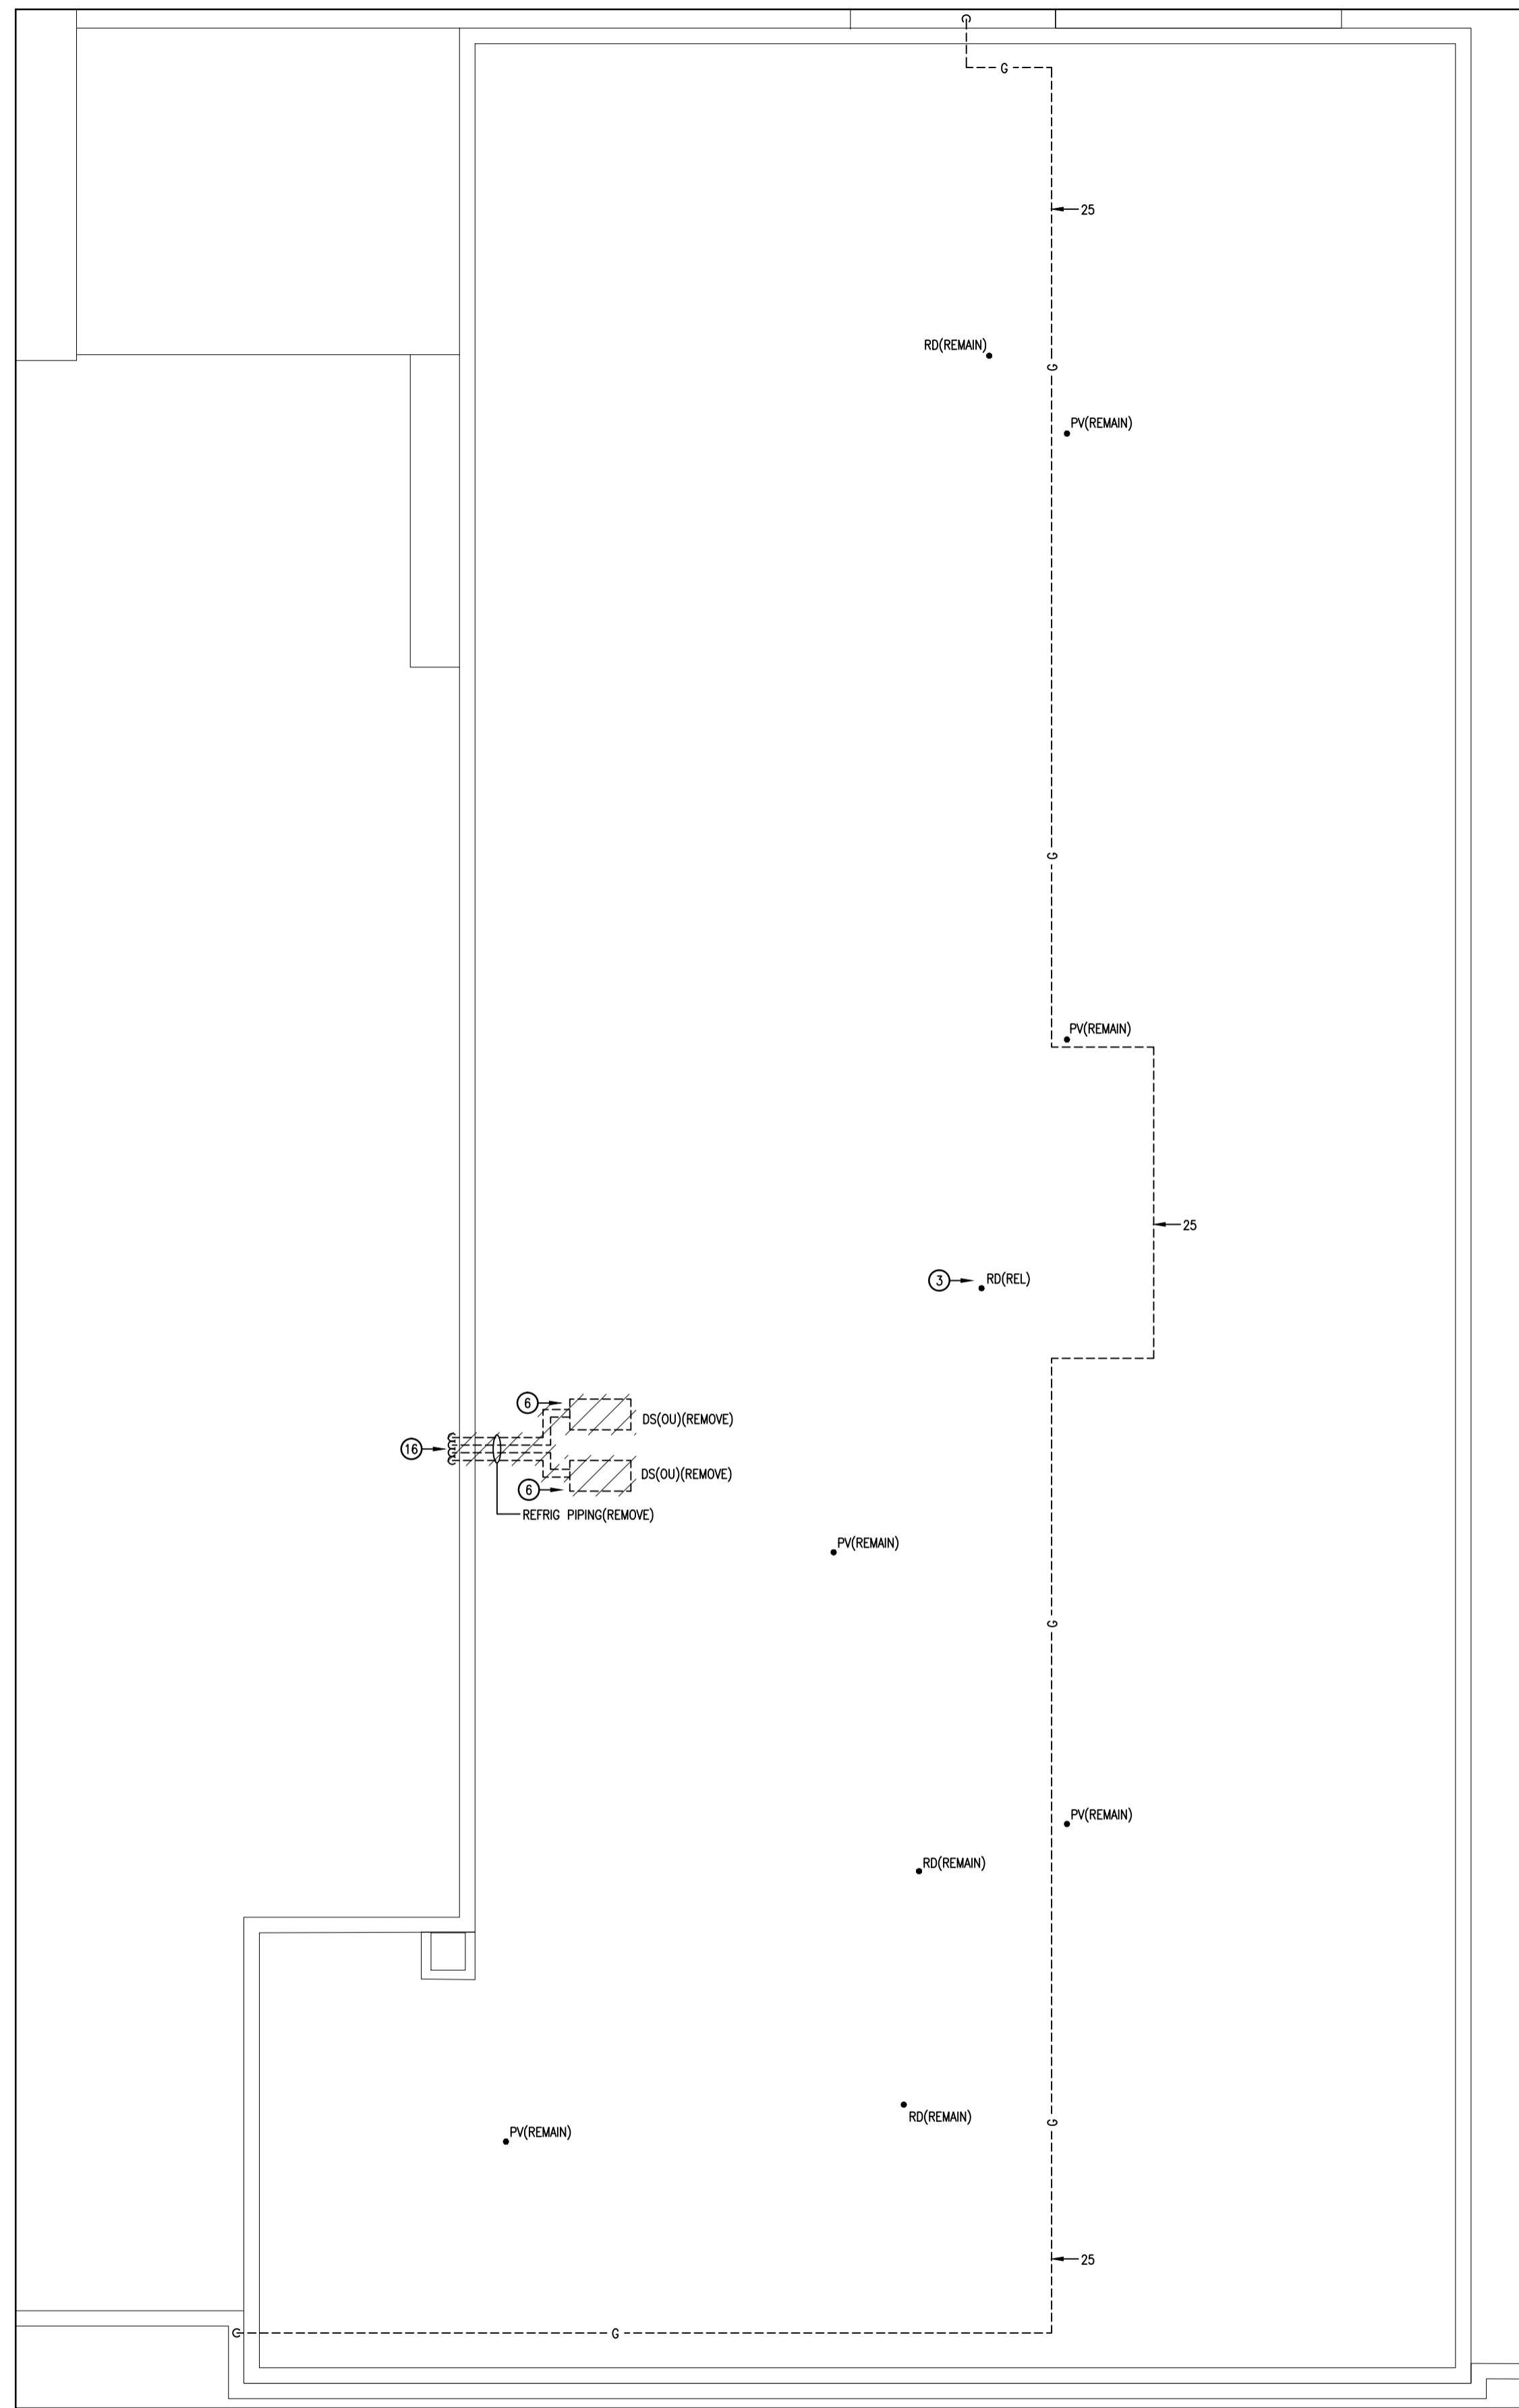 G
25
RD(REMAIN)
G
PV(REMAIN)
G
PV(REMAIN)
25
3
RD(REL)
6
DS(OU)(REMOVE)
16
DS(OU)(REMOVE)
6
REFRIG PIPING(REMOVE)
PV(REMAIN)
G
PV(REMAIN)
RD(REMAIN)
RD(REMAIN)
G
PV(REMAIN)
25
G